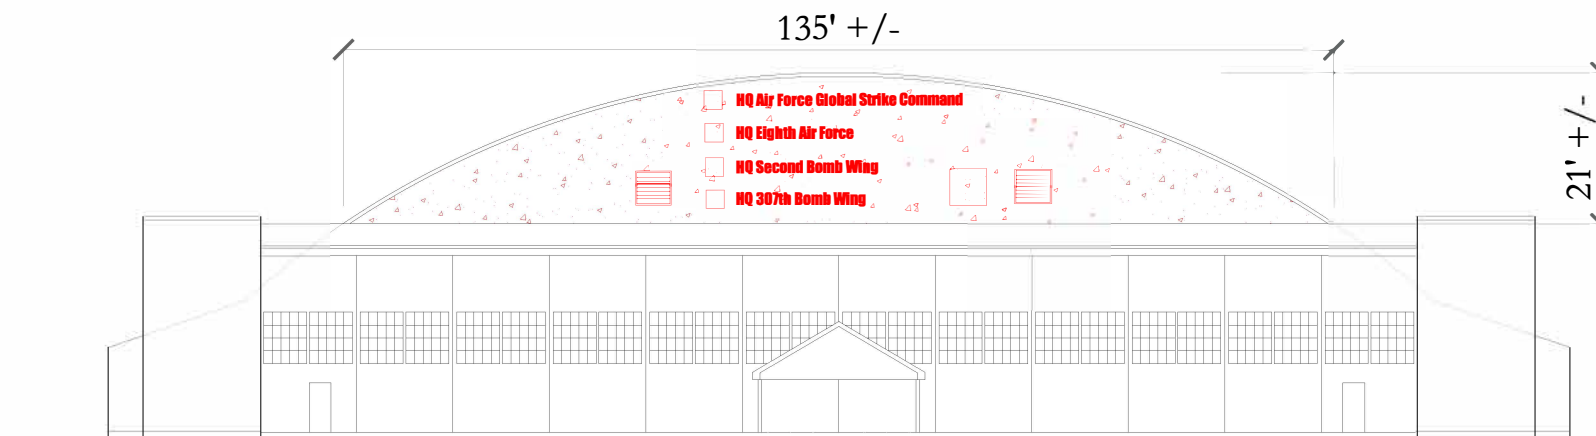 135' +/-
HQ Air Force Global Strike Command
HQ Eighth Air Force
HQ Second Bomb Wing
HQ 307th Bomb Wing
21' +/-